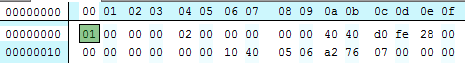 00000000 00 01 02 03 04 05 06 07 08 09 0a 0b 0c 0d 0e 0f
00000000 01 00 00 00 02 00 00 00 00 00 40 40 d0 fe 28 00
00000010 00 00 00 00 00 00 10 40 05 06 a2 76 07 00 00 00